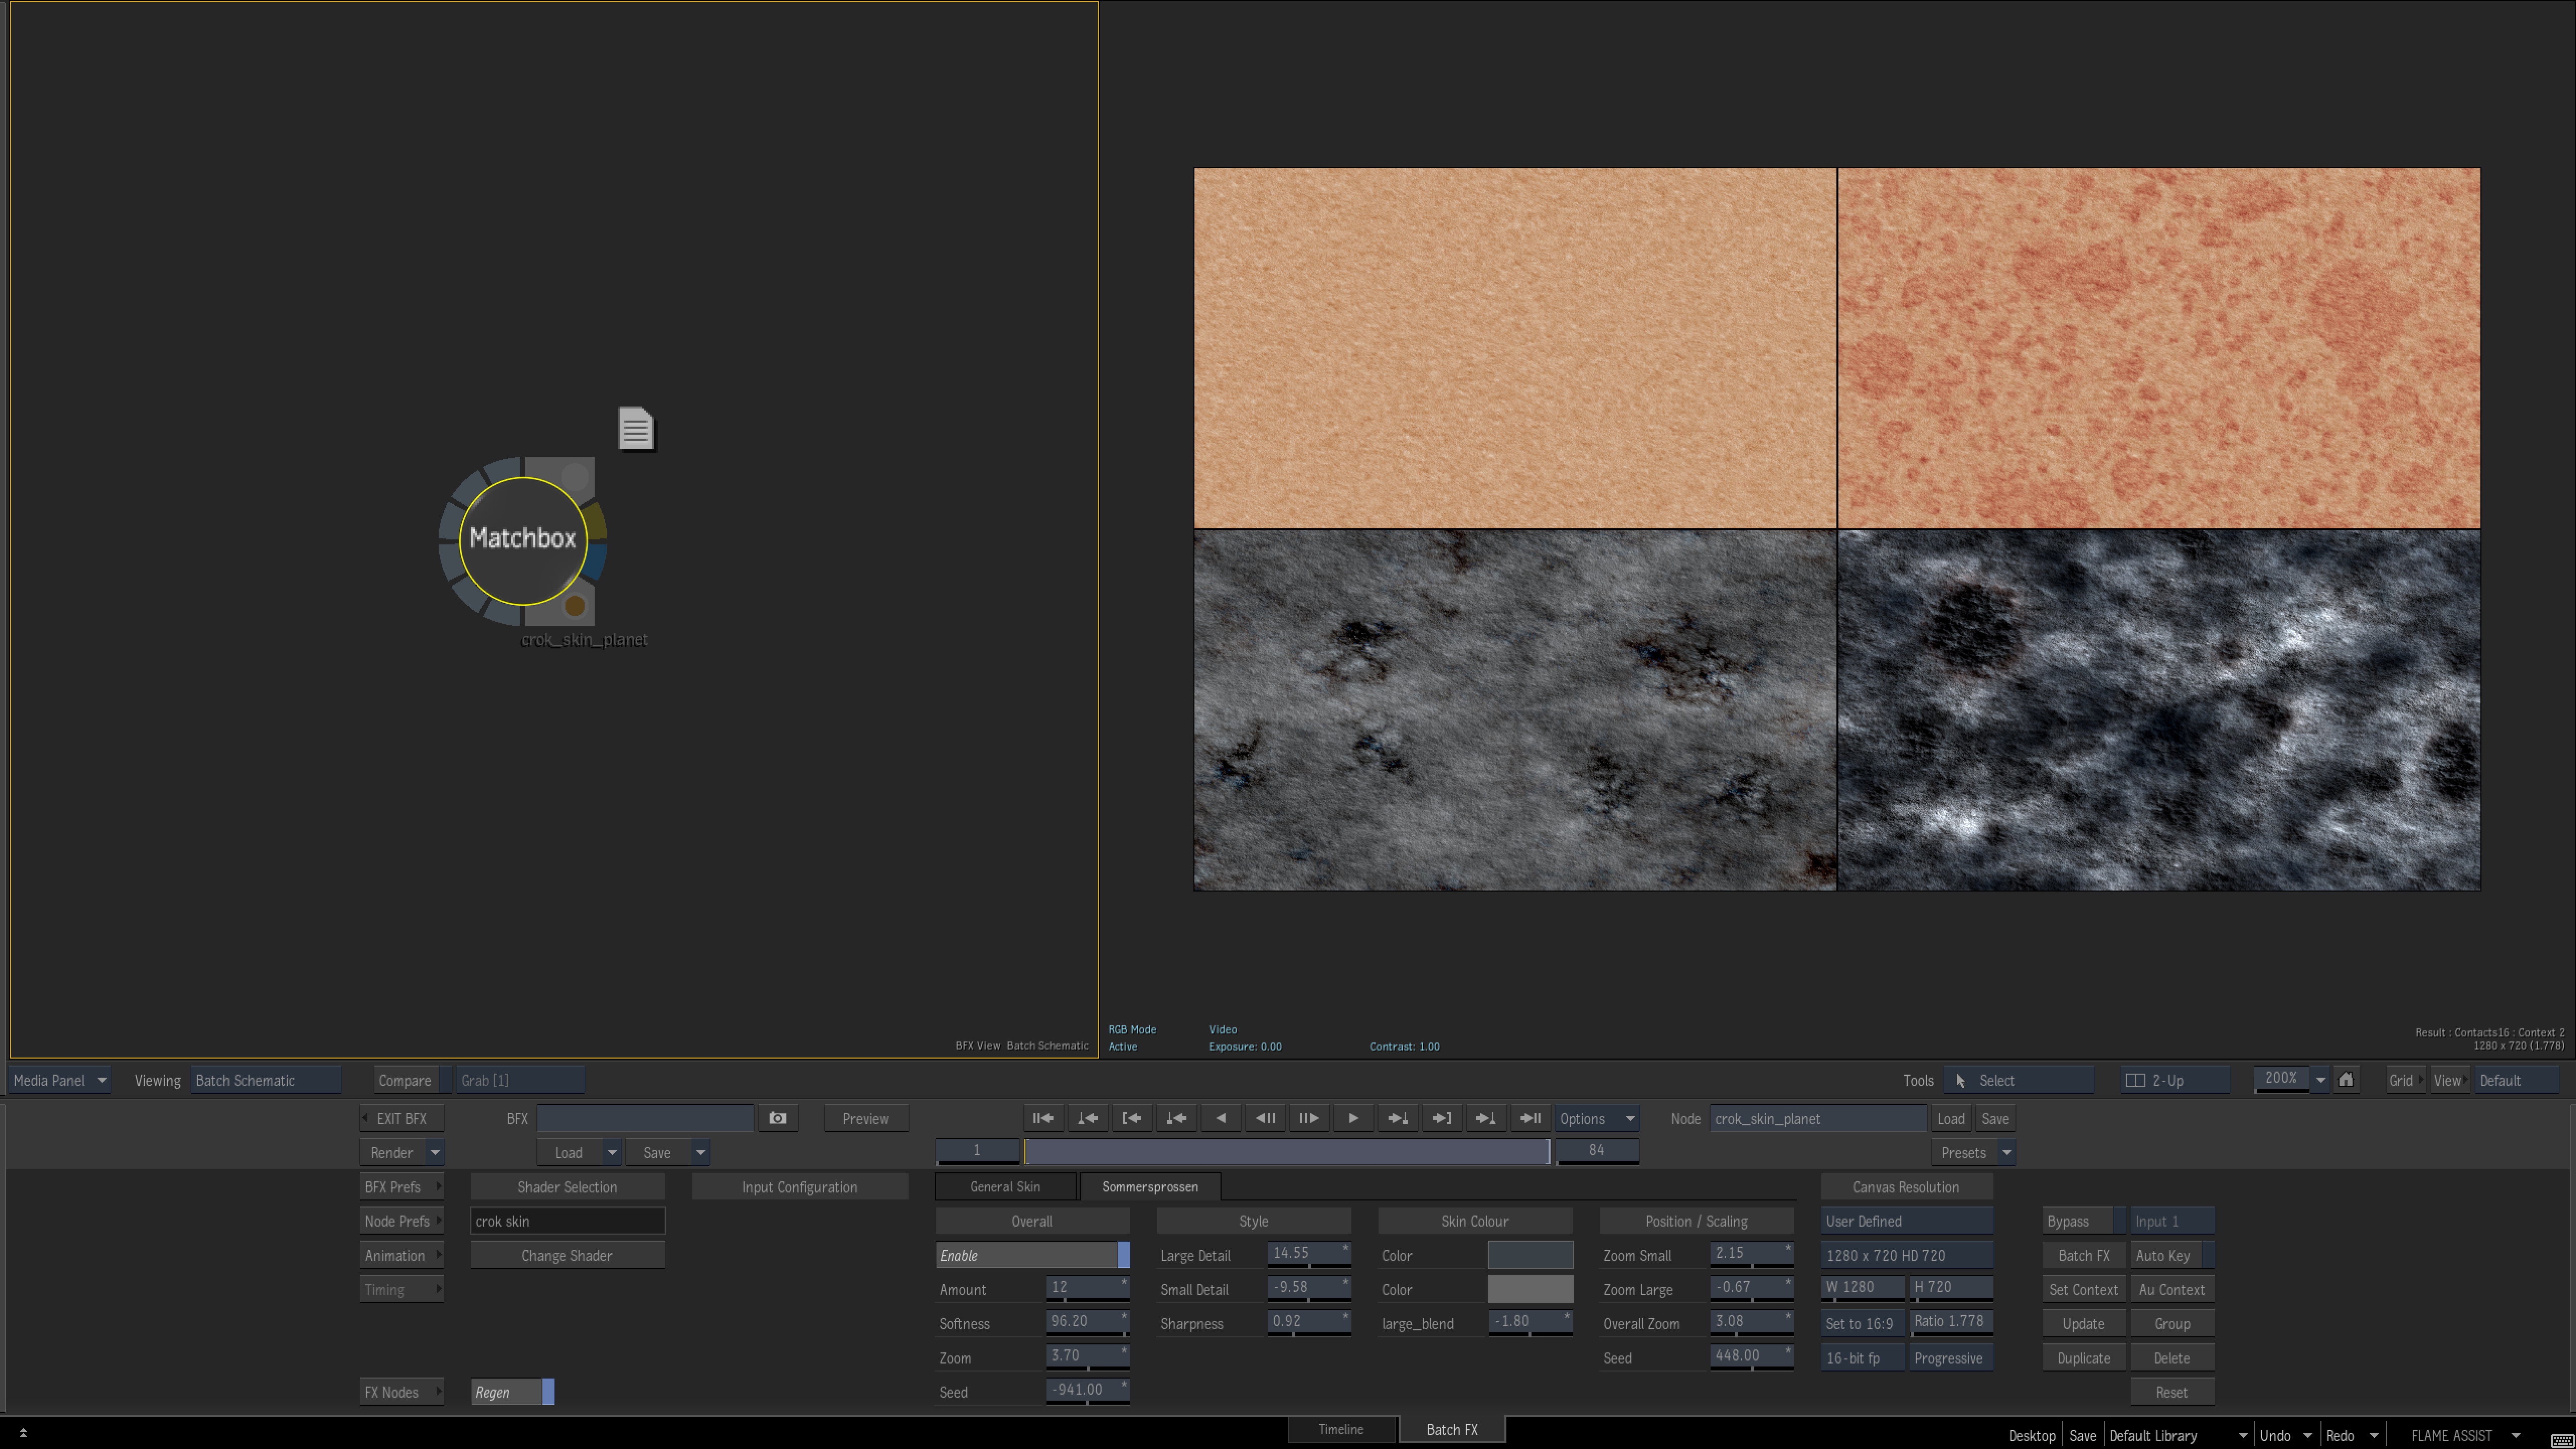 Matchbox
crok_skin_planet
BFX View Batch Schematic
RGB Mode Video
Active Exposure: 0.00 Contrast: 1.00
Result : Contacts16 : Context 2
1280 x 720 (1.778)
Media Panel Viewing Batch Schematic Compare Grab [1] Tools Select 2-Up 200% Grid View Default
EXIT BFX BFX Preview Options Node crok_skin_planet Load Save
Render Load Save 1 84 Presets
BFX Prefs Shader Selection Input Configuration General Skin Sommersprossen Canvas Resolution
Node Prefs crok skin Overall Style Skin Colour Position / Scaling User Defined Bypass Input 1
Animation Change Shader Enable Large Detail 14.55 * Color Zoom Small 2.15 * 1280 x 720 HD 720 Batch FX Auto Key
Timing Amount 12 * Small Detail -9.58 * Color Zoom Large -0.67 * W 1280 H 720 Set Context Au Context
Softness 96.20 * Sharpness 0.92 * large_blend -1.80 * Overall Zoom 3.08 * Set to 16:9 Ratio 1.778 Update Group
Zoom 3.70 * Seed 448.00 * 16-bit fp Progressive Duplicate Delete
FX Nodes Regen Seed -941.00 * Reset
Timeline Batch FX
Desktop Save Default Library Undo Redo FLAME ASSIST